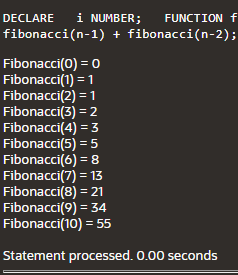 DECLARE i NUMBER; FUNCTION f
fibonacci(n-1) + fibonacci(n-2);
Fibonacci(0) = 0
Fibonacci(1) = 1
Fibonacci(2) = 1
Fibonacci(3) = 2
Fibonacci(4) = 3
Fibonacci(5) = 5
Fibonacci(6) = 8
Fibonacci(7) = 13
Fibonacci(8) = 21
Fibonacci(9) = 34
Fibonacci(10) = 55
Statement processed. 0.00 seconds